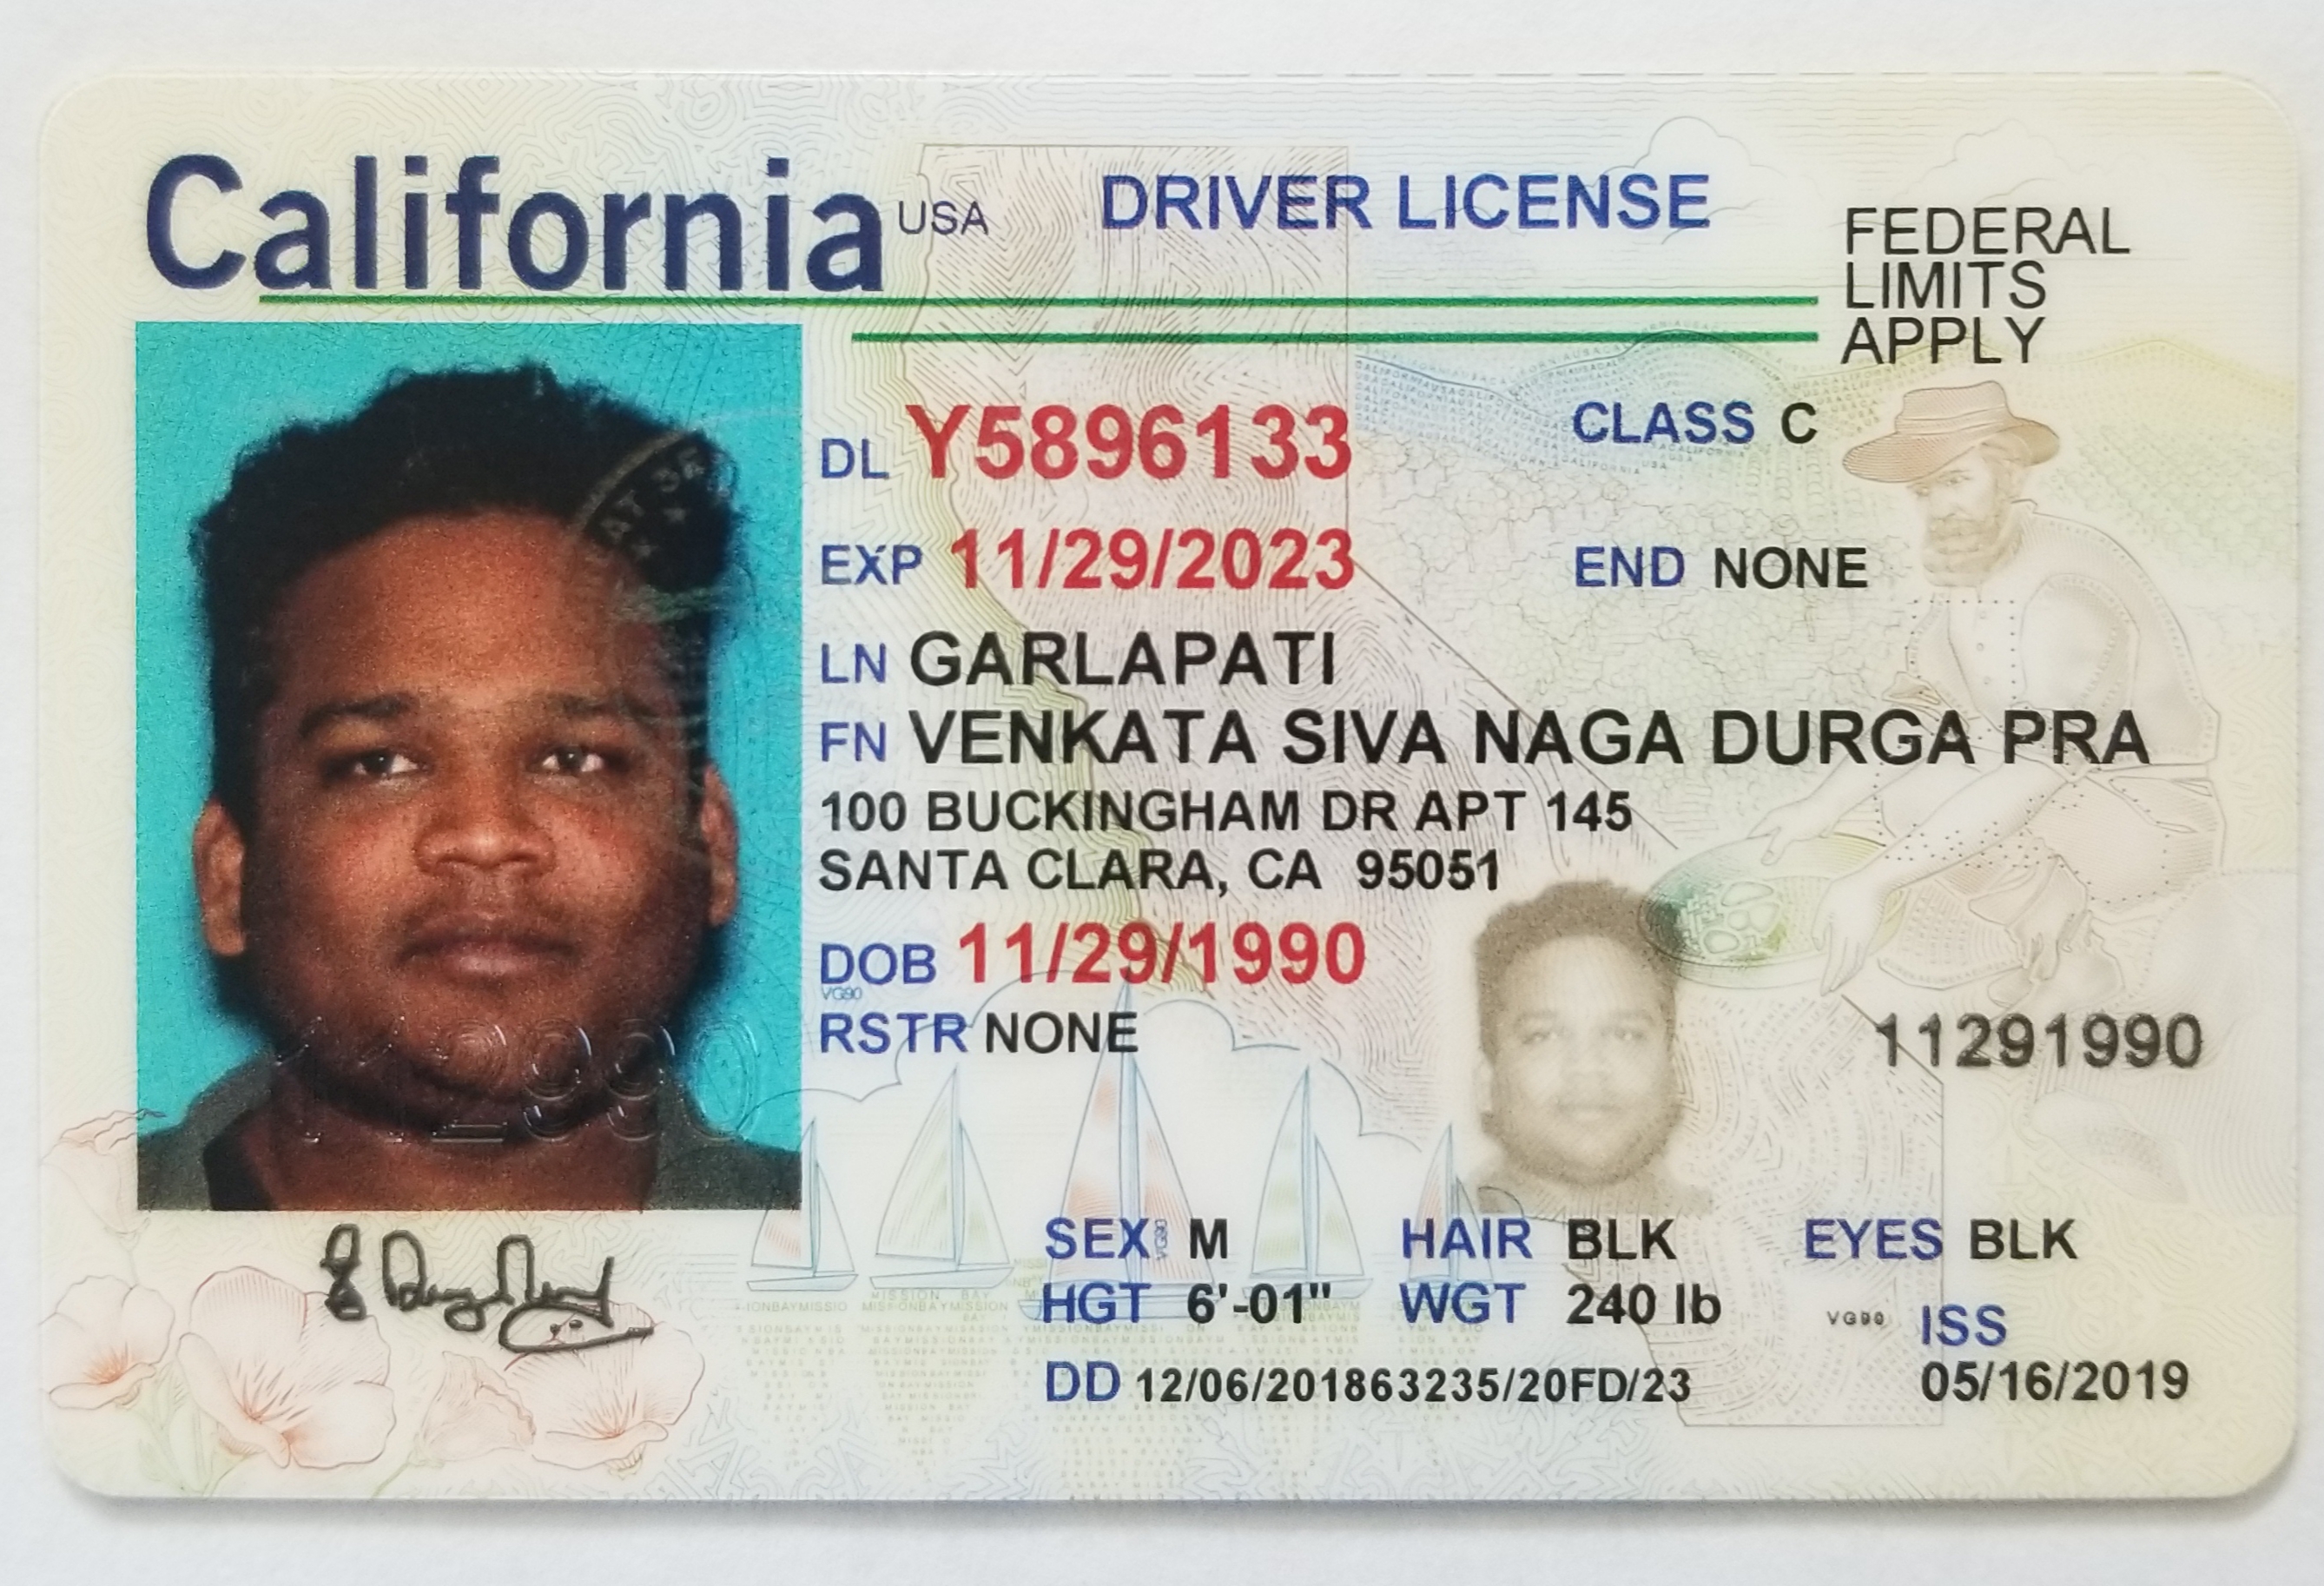 California USA DRIVER LICENSE
FEDERAL
LIMITS
APPLY
DL Y5896133
CLASS C
EXP 11/29/2023
END NONE
LN GARLAPATI
FN VENKATA SIVA NAGA DURGA PRA
100 BUCKINGHAM DR APT 145
SANTA CLARA, CA 95051
DOB 11/29/1990
VG90
RSTR NONE
11291990
SEX M HAIR BLK EYES BLK
HGT 6'-01" WGT 240 lb
VG90 ISS
DD 12/06/201863235/20FD/23 05/16/2019